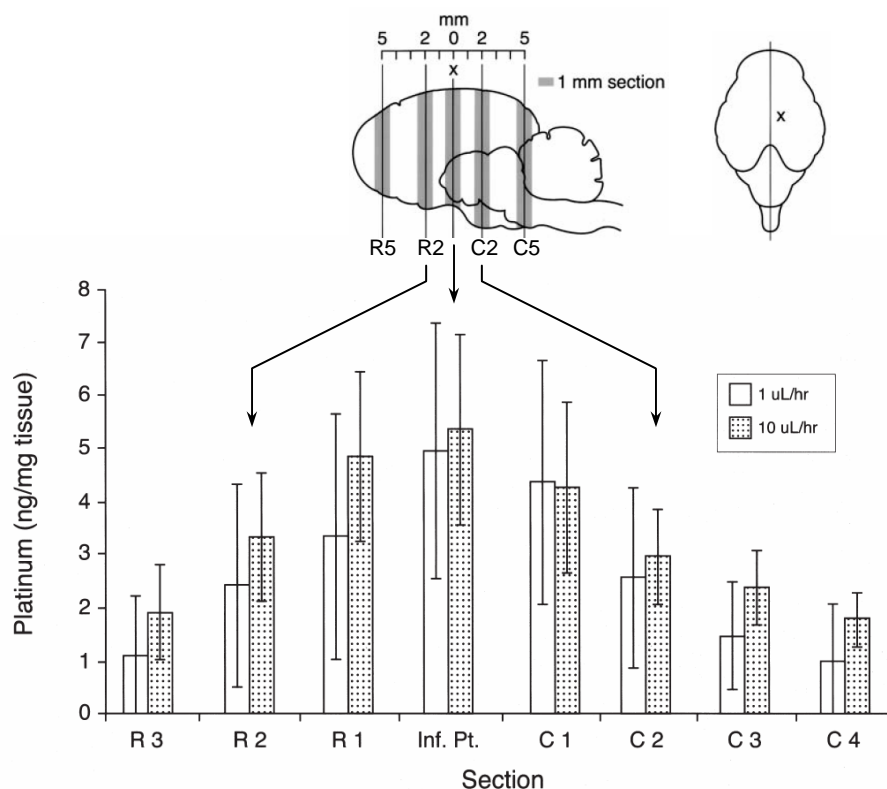 mm
5 2 0 2 5
x
1 mm section
x
R5 R2 C2 C5
8
7
6
5
4
3
2
1
0
Platinum (ng/mg tissue)
1 uL/hr
10 uL/hr
R 3 R 2 R 1 Inf. Pt. C 1 C 2 C 3 C 4
Section